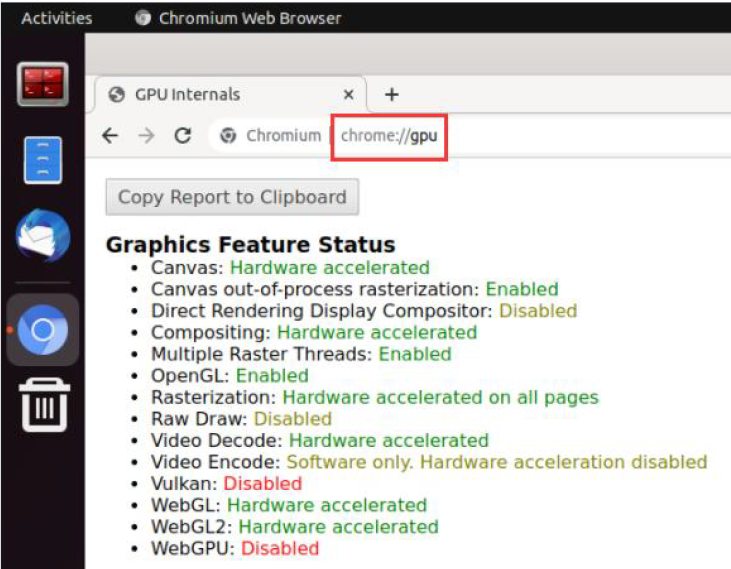 Activities Chromium Web Browser
GPU Internals × +
Chromium | chrome://gpu
Copy Report to Clipboard
Graphics Feature Status
• Canvas: Hardware accelerated
• Canvas out-of-process rasterization: Enabled
• Direct Rendering Display Compositor: Disabled
• Compositing: Hardware accelerated
• Multiple Raster Threads: Enabled
• OpenGL: Enabled
• Rasterization: Hardware accelerated on all pages
• Raw Draw: Disabled
• Video Decode: Hardware accelerated
• Video Encode: Software only. Hardware acceleration disabled
• Vulkan: Disabled
• WebGL: Hardware accelerated
• WebGL2: Hardware accelerated
• WebGPU: Disabled